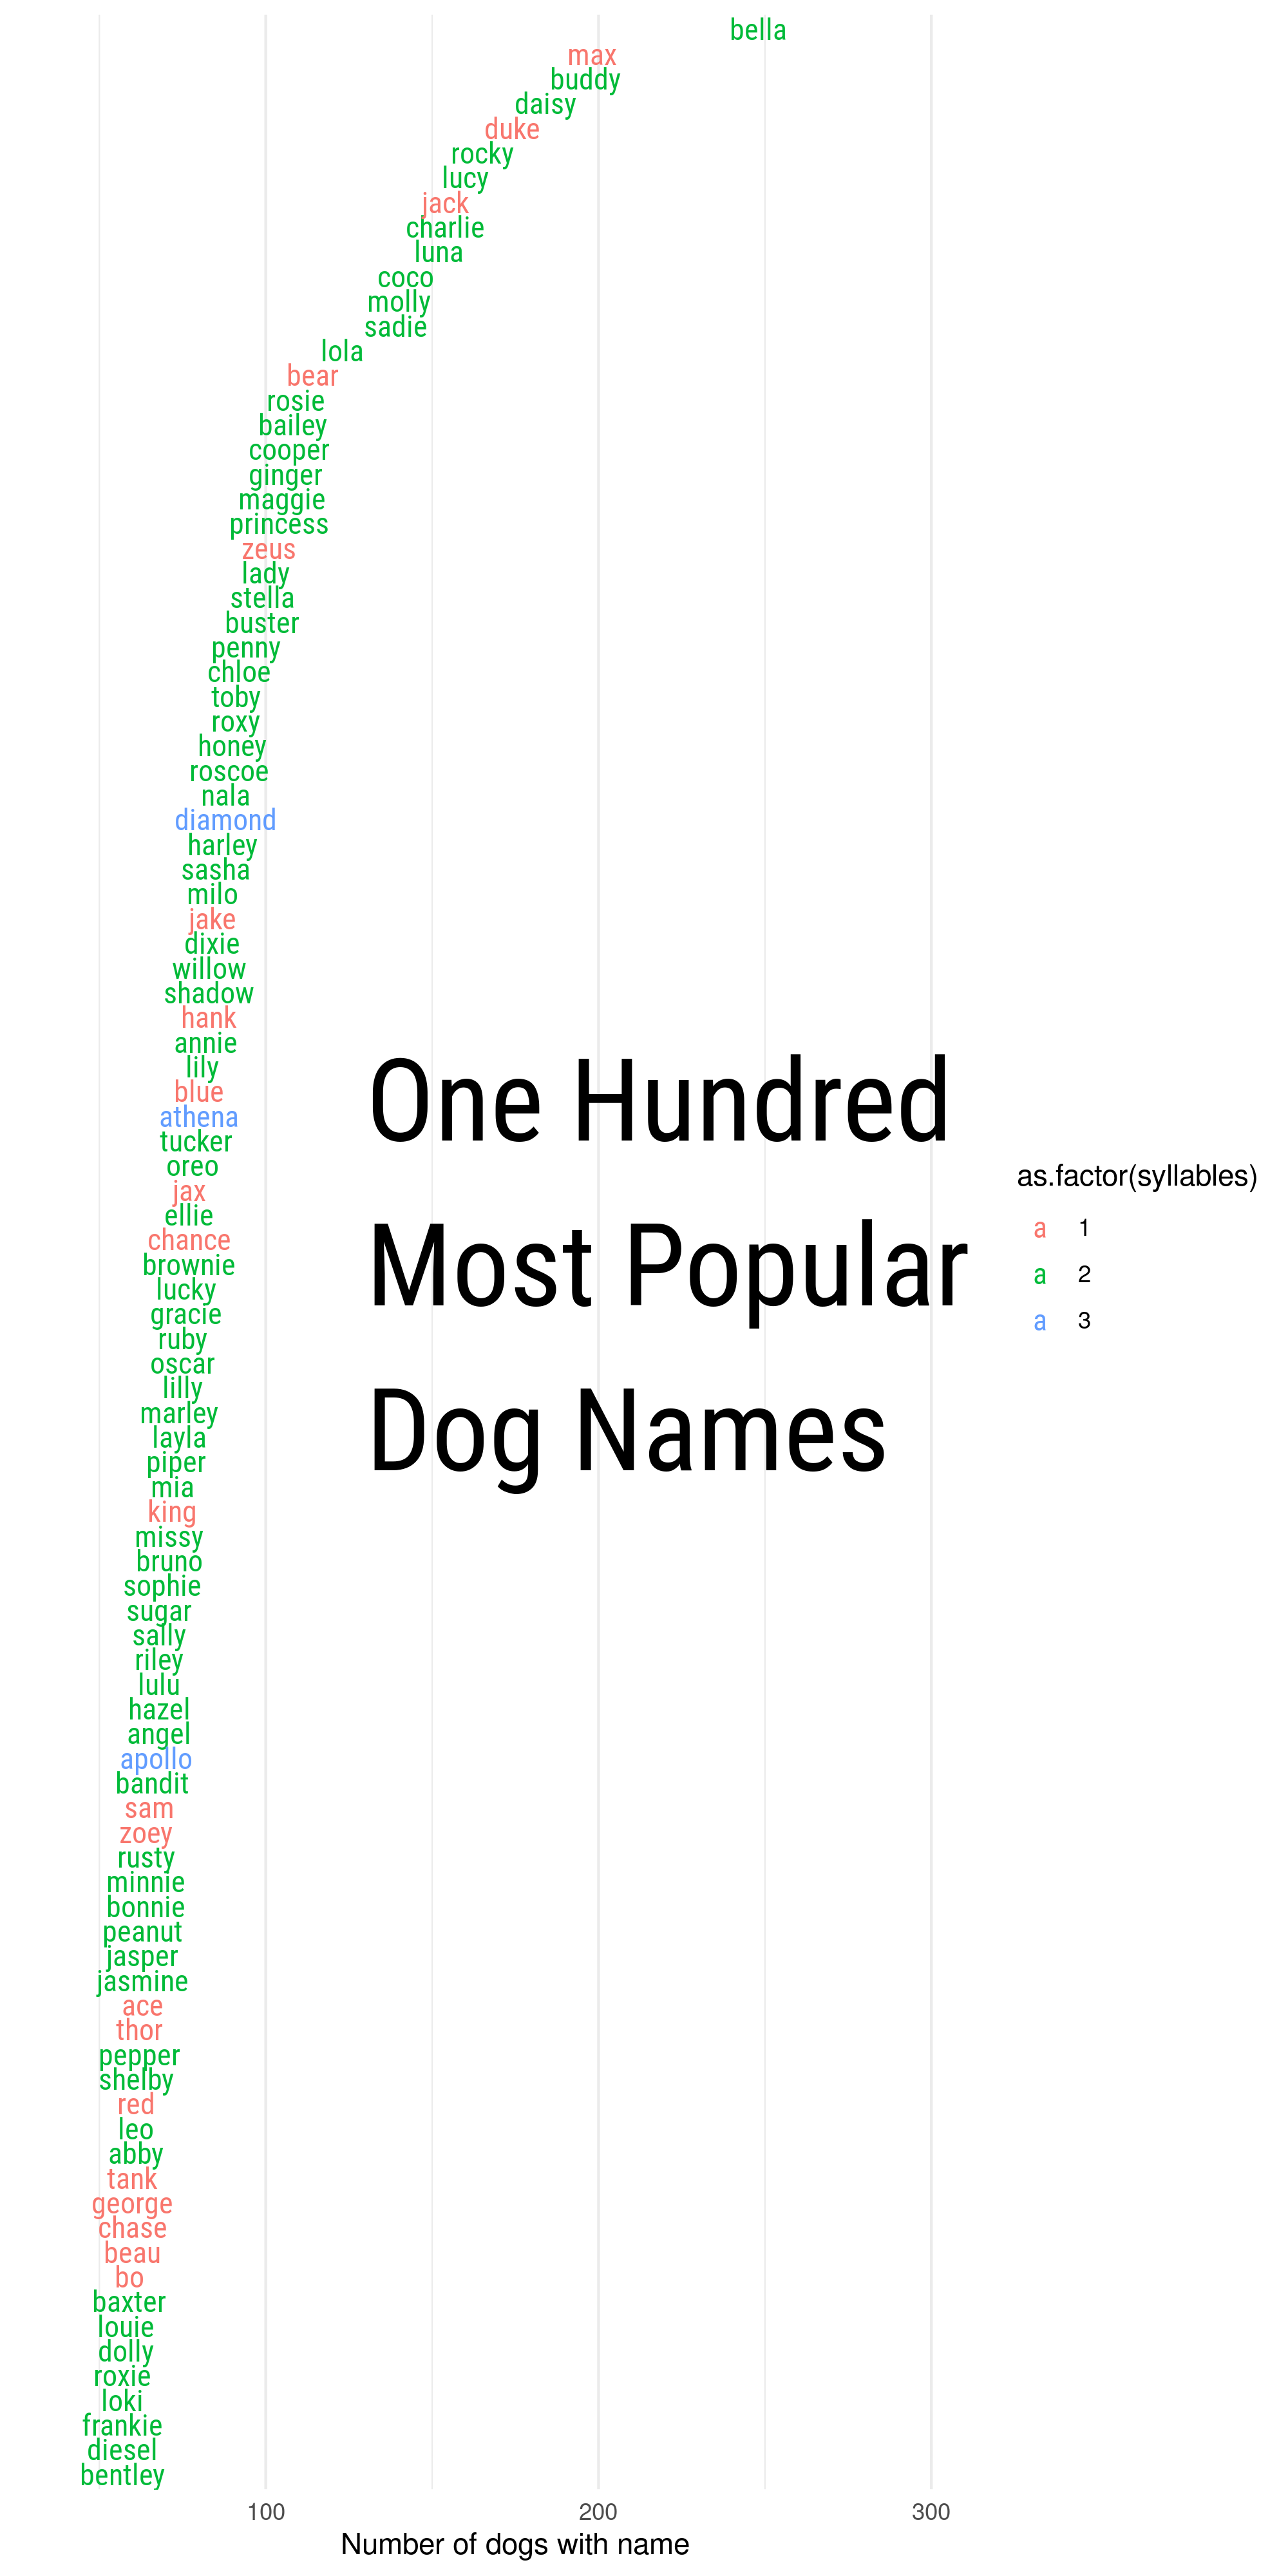 bella
max
buddy
daisy
duke
rocky
lucy
jack
charlie
luna
coco
molly
sadie
lola
bear
rosie
bailey
cooper
ginger
maggie
princess
zeus
lady
stella
buster
penny
chloe
toby
roxy
honey
roscoe
nala
diamond
harley
sasha
milo
jake
dixie
willow
shadow
hank
annie
lily
blue
athena
tucker
oreo
jax
ellie
chance
brownie
lucky
gracie
ruby
oscar
lilly
marley
layla
piper
mia
king
missy
bruno
sophie
sugar
sally
riley
lulu
hazel
angel
apollo
bandit
sam
zoey
rusty
minnie
bonnie
peanut
jasper
jasmine
ace
thor
pepper
shelby
red
leo
abby
tank
george
chase
beau
bo
baxter
louie
dolly
roxie
loki
frankie
diesel
bentley
One Hundred
Most Popular
Dog Names
as.factor(syllables)
a 1
a 2
a 3
100 200 300
Number of dogs with name